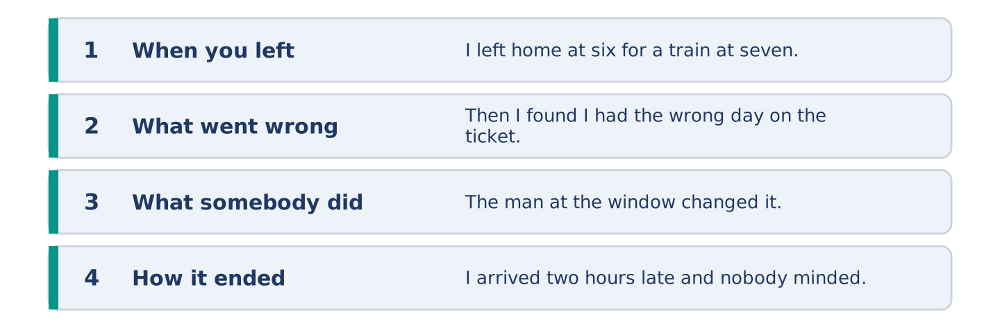 1 When you left I left home at six for a train at seven.
2 What went wrong Then I found I had the wrong day on the
ticket.
3 What somebody did The man at the window changed it.
4 How it ended I arrived two hours late and nobody minded.